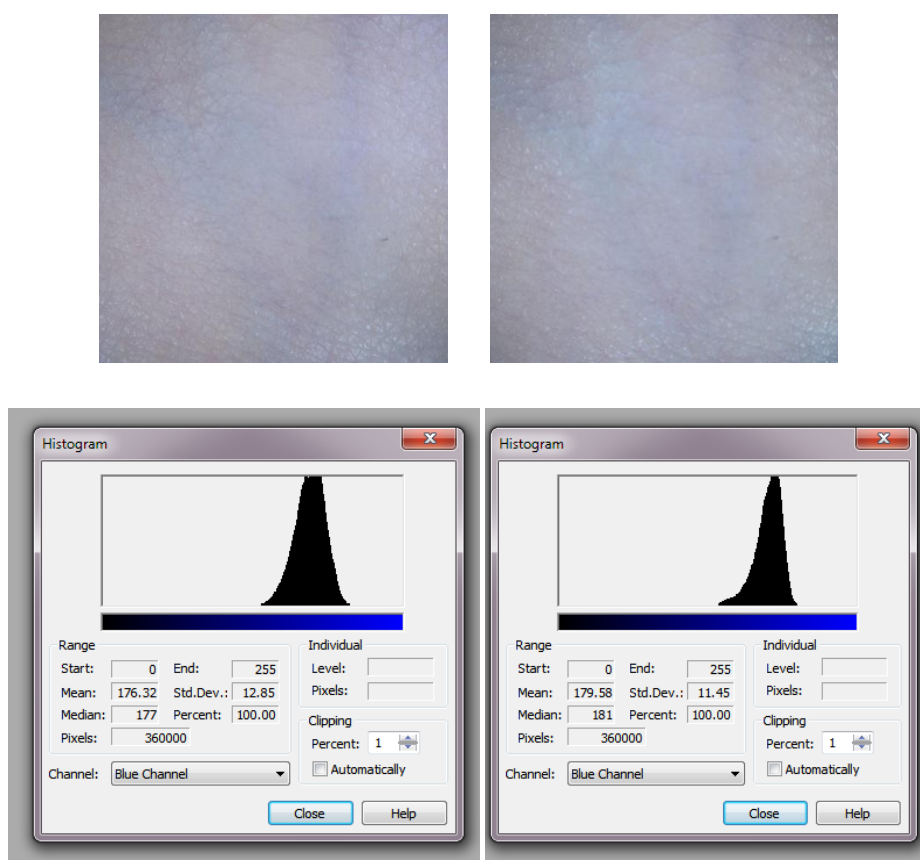 Histogram
Range
Start: 0 End: 255
Mean: 176.32 Std.Dev.: 12.85
Median: 177 Percent: 100.00
Pixels: 360000
Individual
Level:
Pixels:
Clipping
Percent: 1
Automatically
Channel: Blue Channel
Close Help
Histogram
Range
Start: 0 End: 255
Mean: 179.58 Std.Dev.: 11.45
Median: 181 Percent: 100.00
Pixels: 360000
Individual
Level:
Pixels:
Clipping
Percent: 1
Automatically
Channel: Blue Channel
Close Help